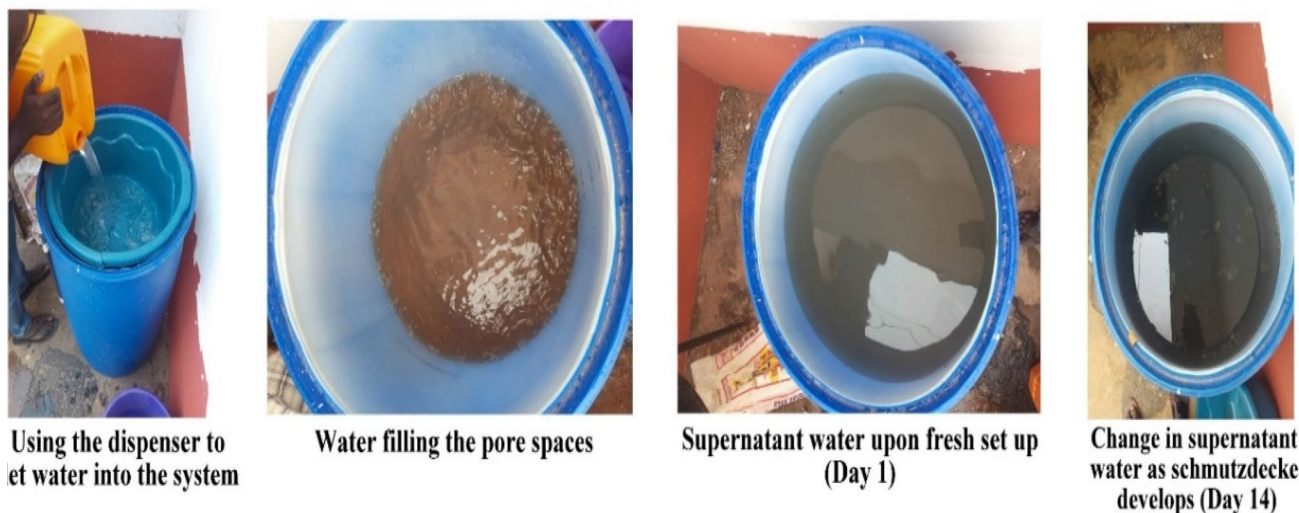 Using the dispenser to
et water into the system
Water filling the pore spaces
Supernatant water upon fresh set up
(Day 1)
Change in supernatant
water as schmutzdecke
develops (Day 14)